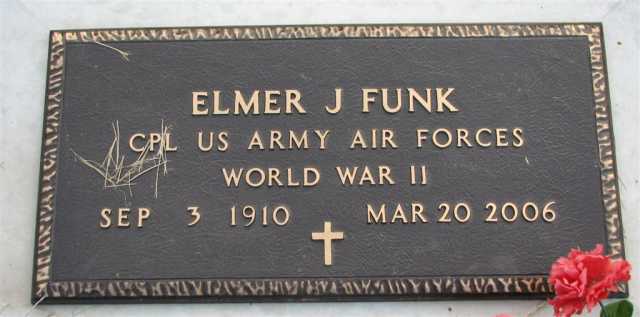 ELMER J FUNK
CPL US ARMY AIR FORCES
WORLD WAR II
SEP 3 1910 MAR 20 2006